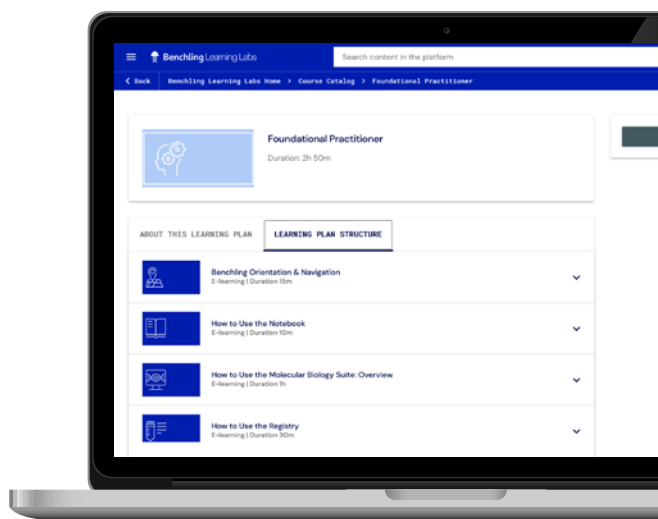 Benchling Learning Labs
Search content in the platform
Back
Benchling Learning Labs Home > Course Catalog > Foundational Practitioner
Foundational Practitioner
Duration: 2h 50m
ABOUT THIS LEARNING PLAN
LEARNING PLAN STRUCTURE
Benchling Orientation & Navigation
E-learning | Duration 15m
How to Use the Notebook
E-learning | Duration 10m
How to Use the Molecular Biology Suite: Overview
E-learning | Duration 1h
How to Use the Registry
E-learning | Duration 30m